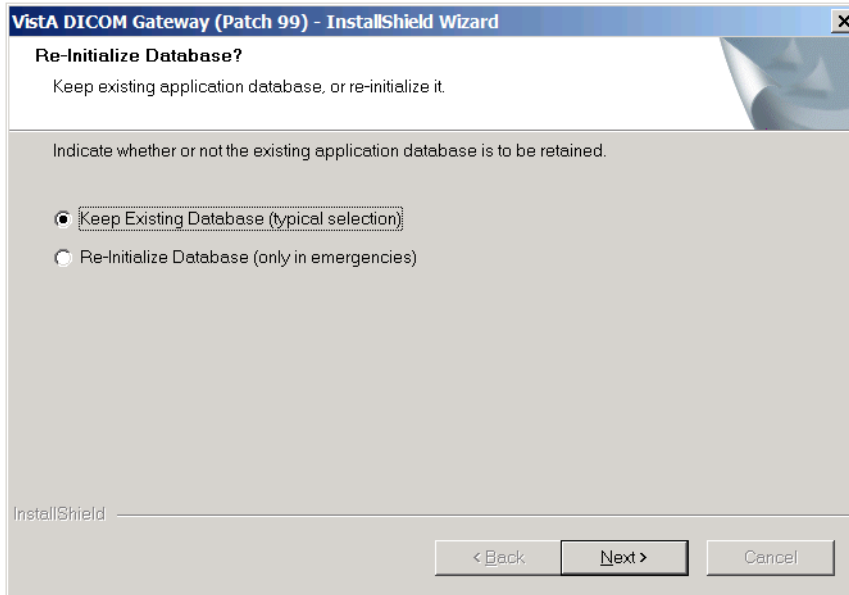 VistA DICOM Gateway (Patch 99) - InstallShield Wizard
Re-Initialize Database?
Keep existing application database, or re-initialize it.
Indicate whether or not the existing application database is to be retained.
Keep Existing Database (typical selection)
Re-Initialize Database (only in emergencies)
InstallShield
< Back Next > Cancel